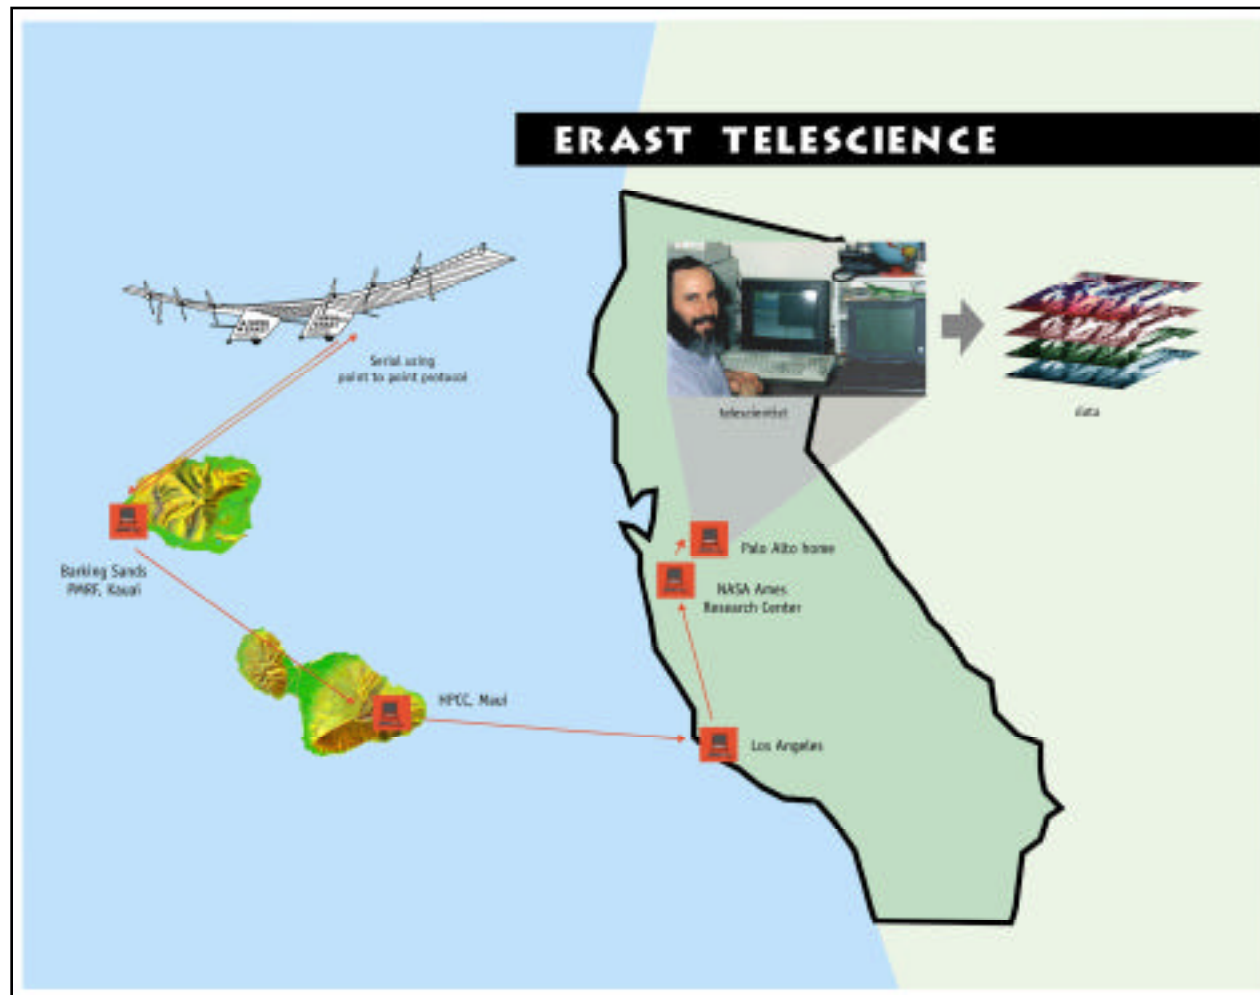 ERAST TELESCIENCE
Serial using
point to point protocol
telescientist
data
Barking Sands
PMRF, Kauai
Palo Alto home
NASA Ames
Research Center
HPCC, Maui
Los Angeles